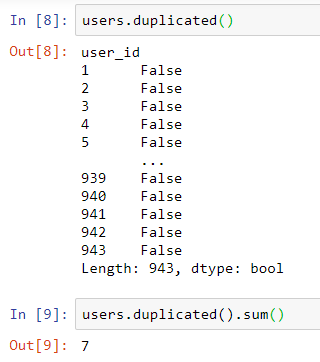 In [8]: users.duplicated()
Out[8]: user_id
1 False
2 False
3 False
4 False
5 False
...
939 False
940 False
941 False
942 False
943 False
Length: 943, dtype: bool
In [9]: users.duplicated().sum()
Out[9]: 7